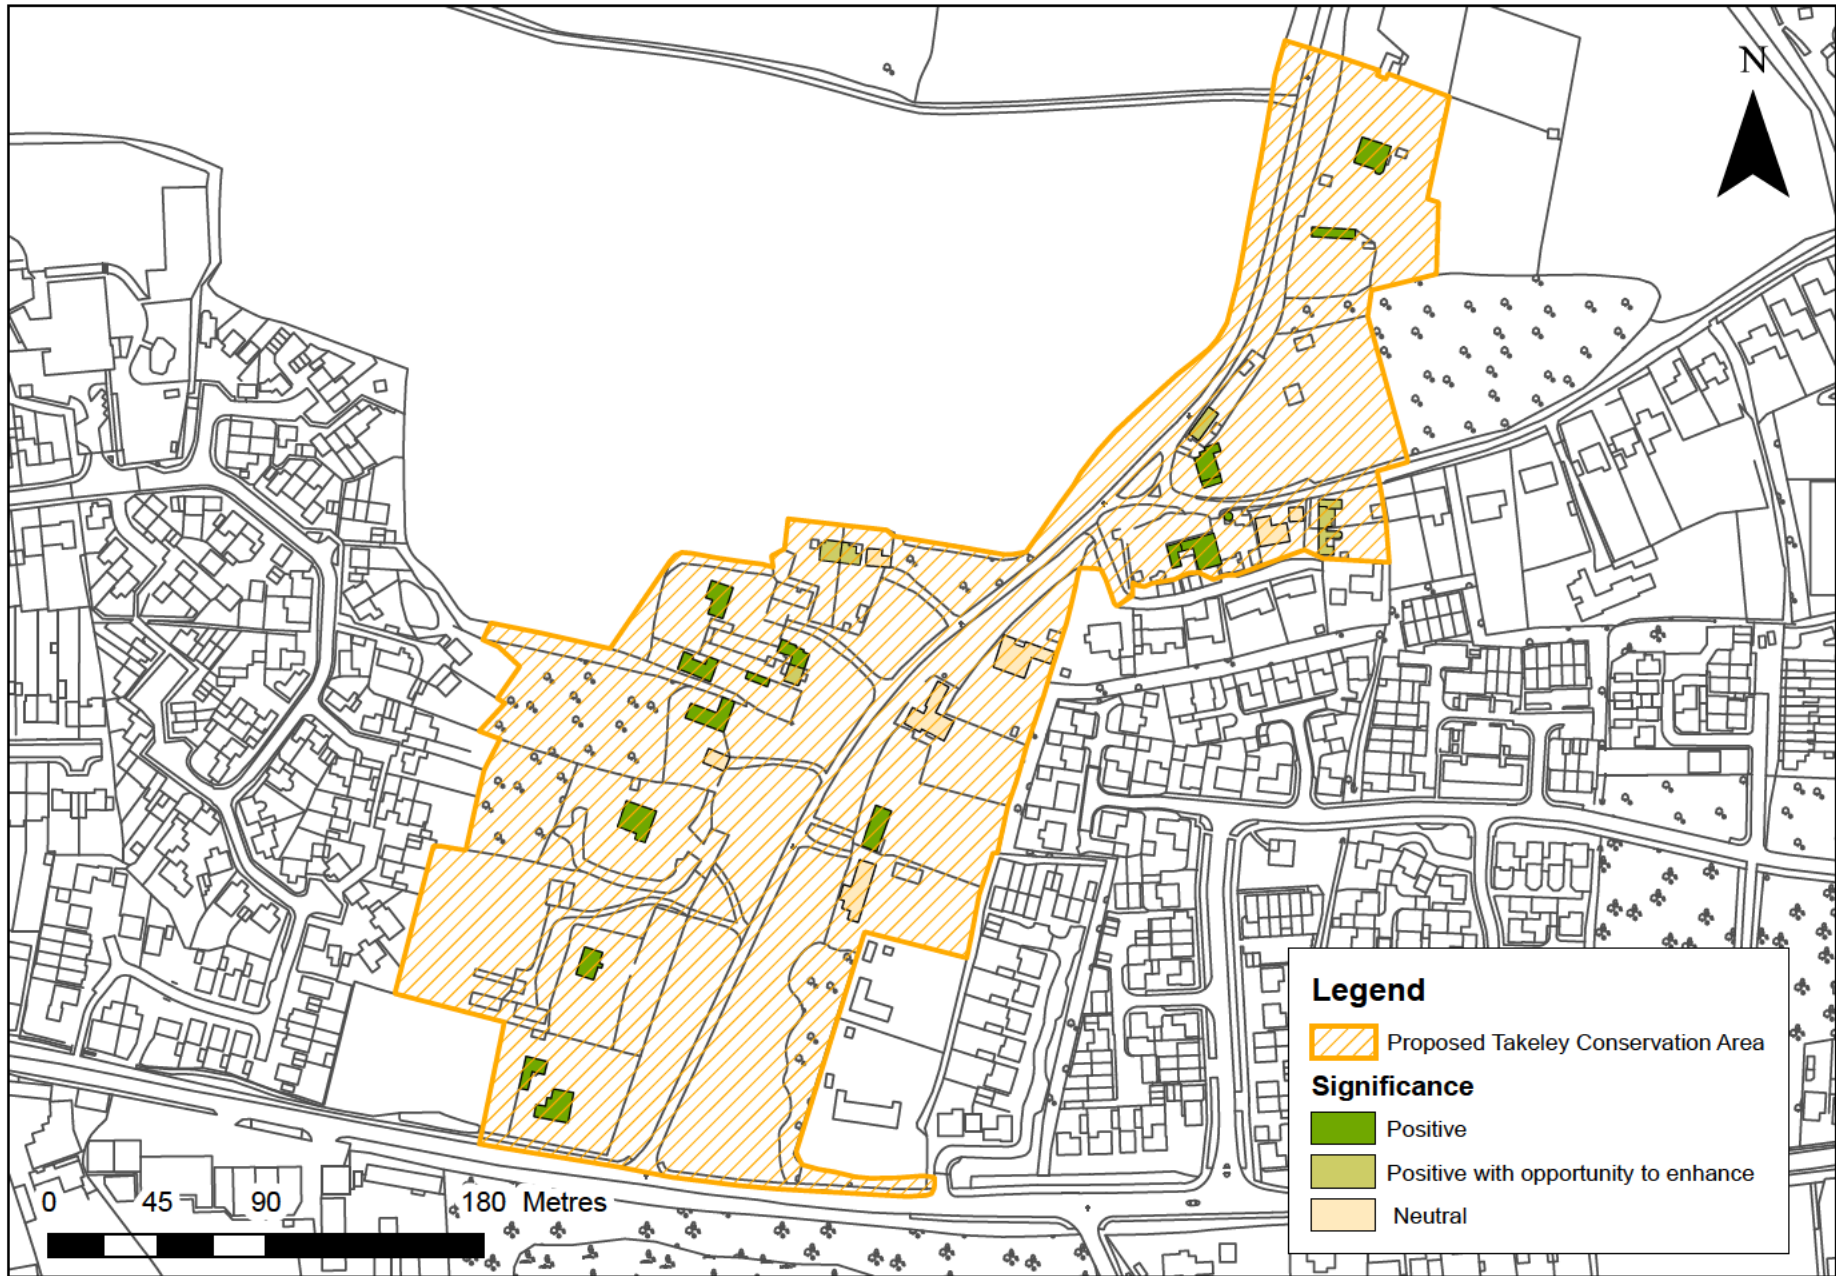 N
Legend
Proposed Takeley Conservation Area
Significance
Positive
Positive with opportunity to enhance
Neutral
0 45 90 180 Metres